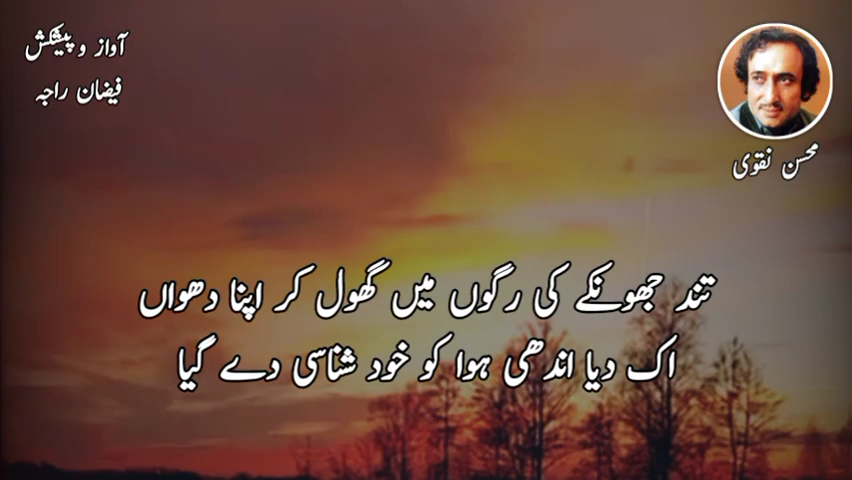 آواز و پیشکش
فیضان راجہ
محسن نقوی
تند جھونکے کی رگوں میں گھول کر اپنا دھواں
اک دیا اندھی ہوا کو خود شناسی دے گیا